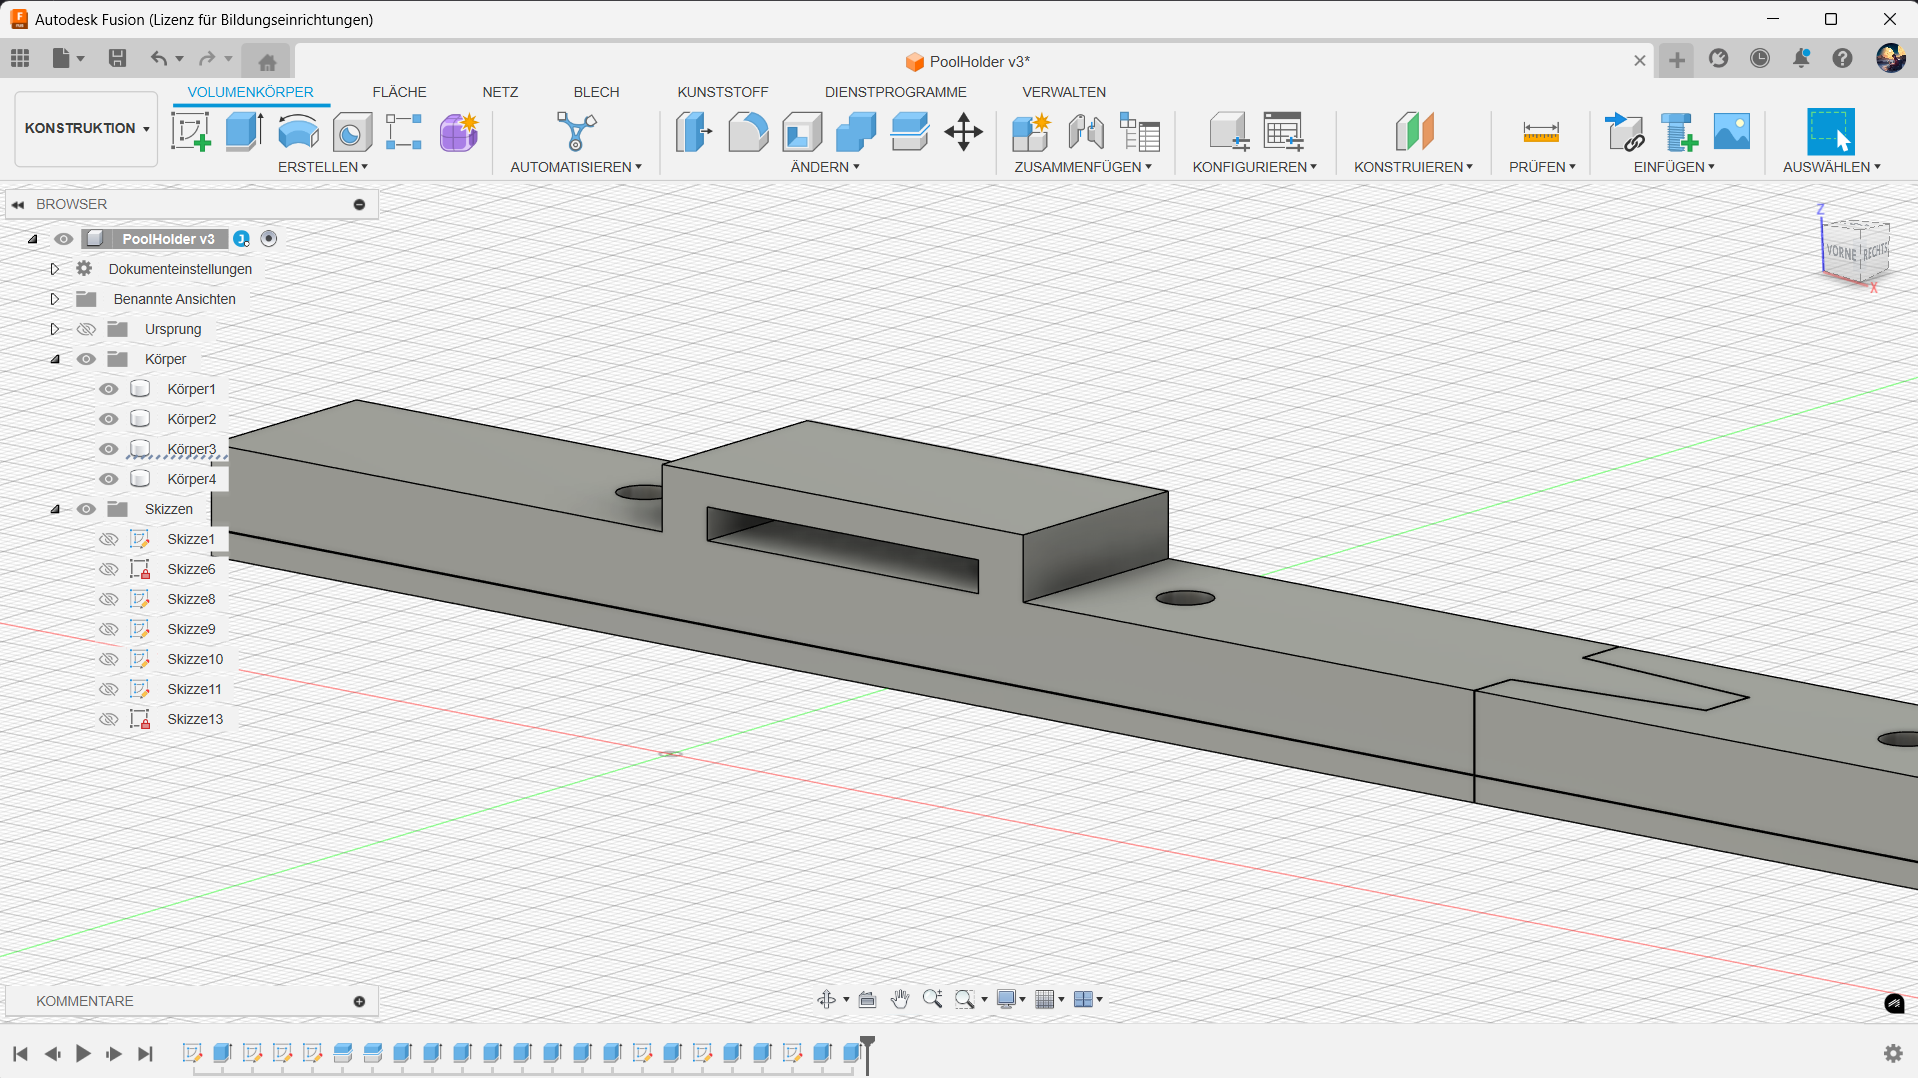 Autodesk Fusion (Lizenz für Bildungseinrichtungen)
PoolHolder v3*
KONSTRUKTION
VOLUMENKÖRPER FLÄCHE NETZ BLECH KUNSTSTOFF DIENSTPROGRAMME VERWALTEN
ERSTELLEN AUTOMATISIEREN ÄNDERN ZUSAMMENFÜGEN KONFIGURIEREN KONSTRUIEREN PRÜFEN EINFÜGEN AUSWÄHLEN
BROWSER
PoolHolder v3
Dokumenteinstellungen
Benannte Ansichten
Ursprung
Körper
Körper1
Körper2
Körper3
Körper4
Skizzen
Skizze1
Skizze6
Skizze8
Skizze9
Skizze10
Skizze11
Skizze13
Z
VORNE RECHTS
X
KOMMENTARE